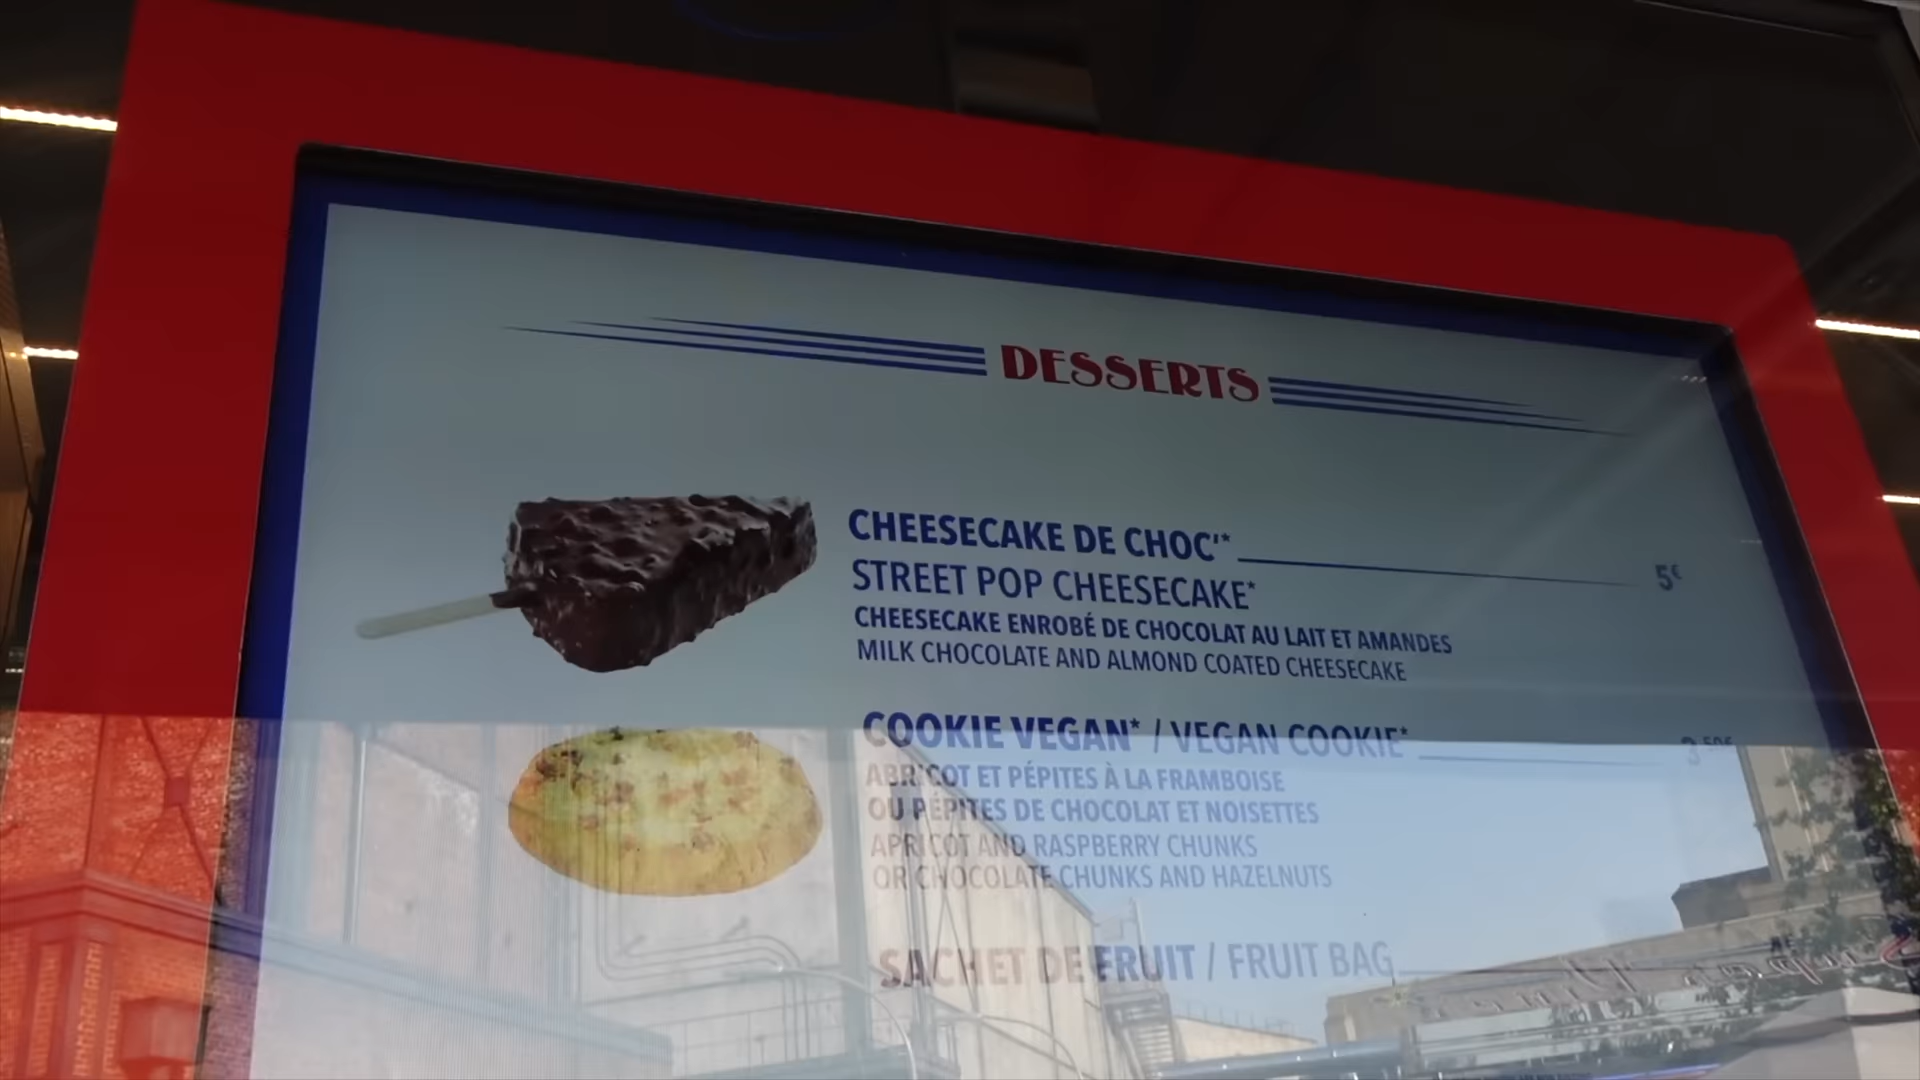 DESSERTS
CHEESECAKE DE CHOC'*
5€
STREET POP CHEESECAKE*
CHEESECAKE ENROBÉ DE CHOCOLAT AU LAIT ET AMANDES
MILK CHOCOLATE AND ALMOND COATED CHEESECAKE
COOKIE VEGAN* / VEGAN COOKIE*
3,50€
ABRICOT ET PÉPITES À LA FRAMBOISE
OU PÉPITES DE CHOCOLAT ET NOISETTES
APRICOT AND RASPBERRY CHUNKS
OR CHOCOLATE CHUNKS AND HAZELNUTS
SACHET DE FRUIT / FRUIT BAG